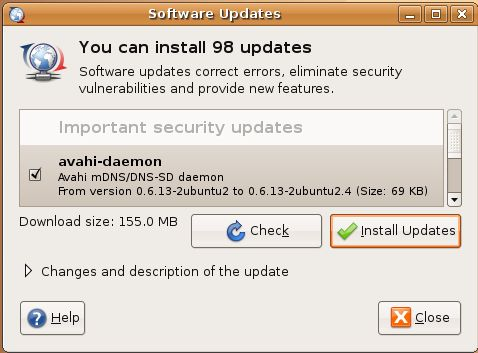 Software Updates
You can install 98 updates
Software updates correct errors, eliminate security
vulnerabilities and provide new features.
Important security updates
avahi-daemon
Avahi mDNS/DNS-SD daemon
From version 0.6.13-2ubuntu2 to 0.6.13-2ubuntu2.4 (Size: 69 KB)
Download size: 155.0 MB
Check
Install Updates
Changes and description of the update
Help
Close